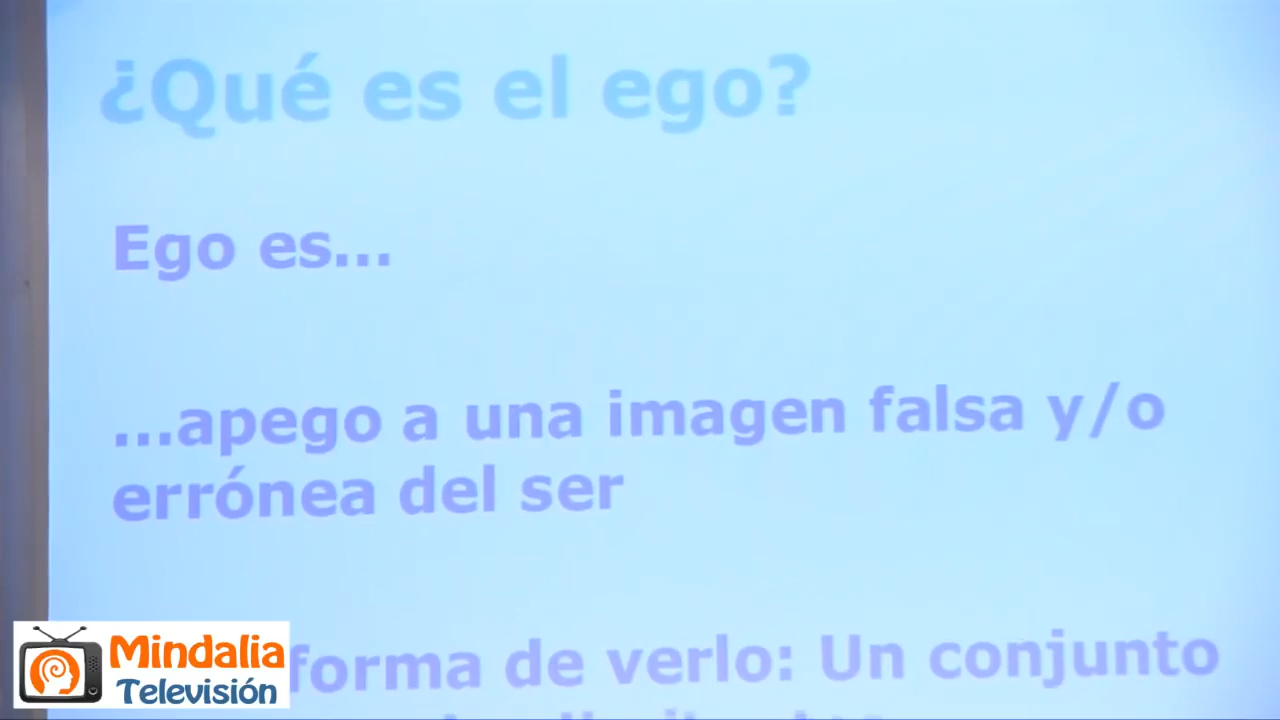 ¿Qué es el ego?
Ego es...
...apego a una imagen falsa y/o
errónea del ser
forma de verlo: Un conjunto
Mindalia
Televisión